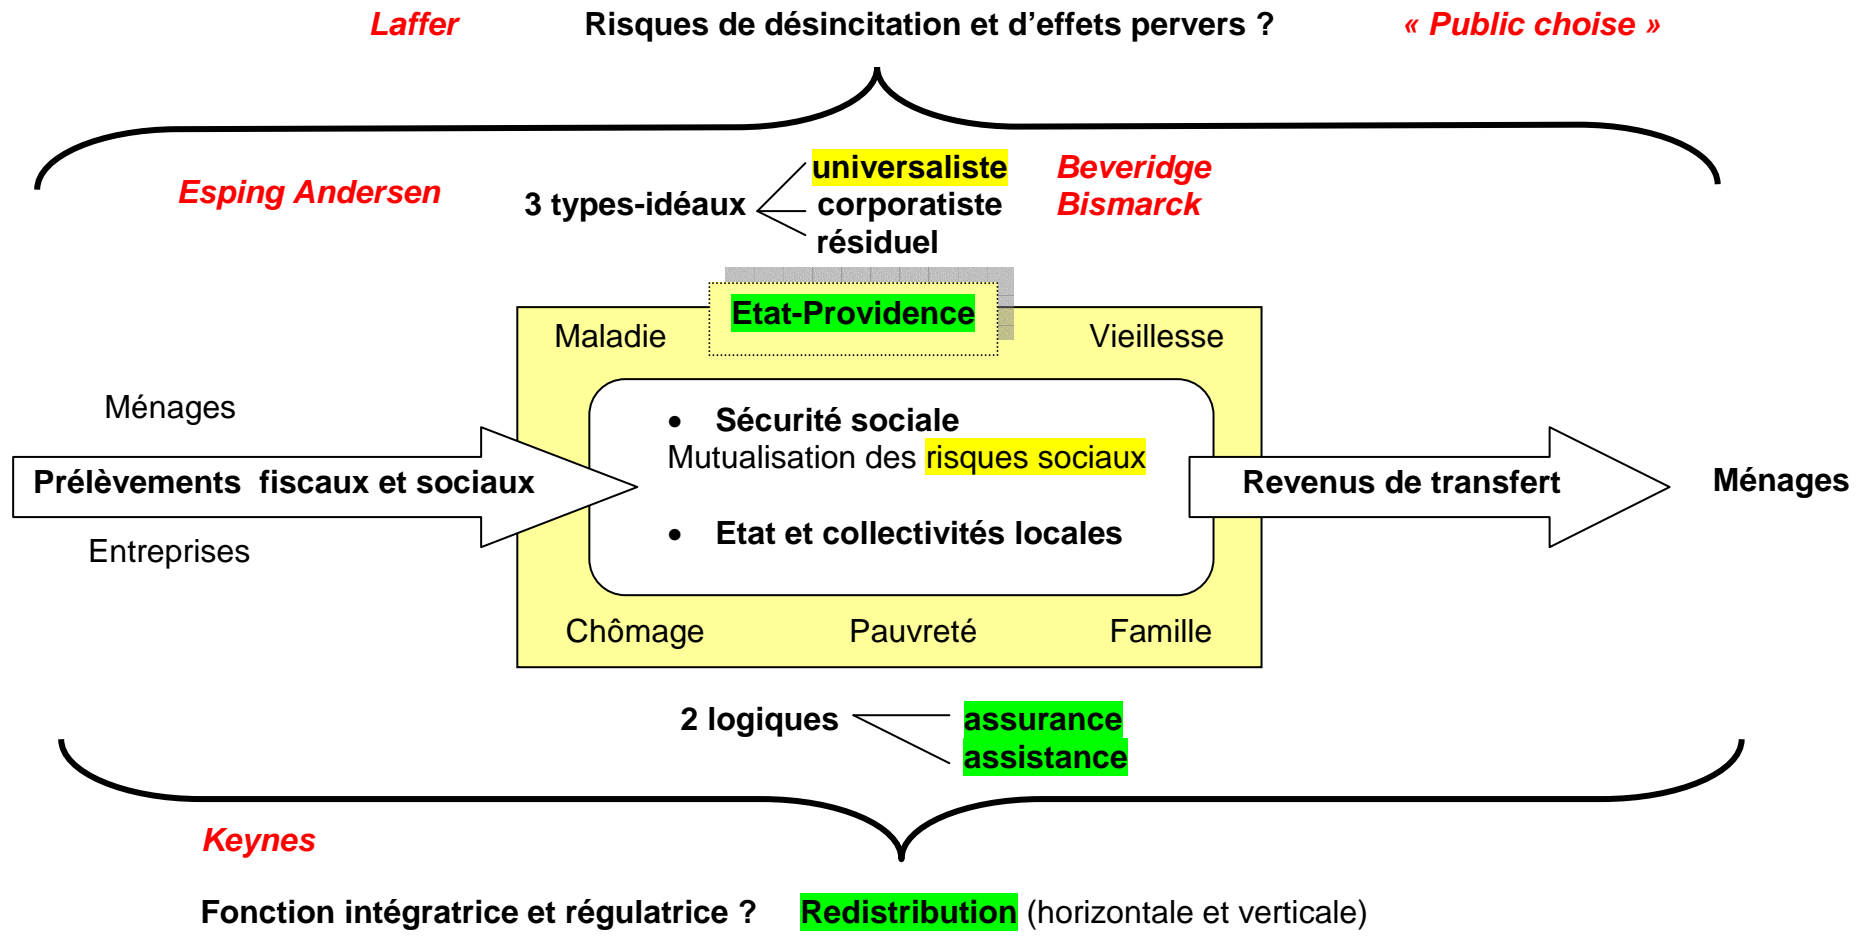 Laffer Risques de désincitation et d’effets pervers ? « Public choise »
universaliste Beveridge
Esping Andersen 3 types-idéaux corporatiste Bismarck
résiduel
Etat-Providence
Maladie Vieillesse
Ménages
• Sécurité sociale
Mutualisation des risques sociaux
Prélèvements fiscaux et sociaux Revenus de transfert Ménages
• Etat et collectivités locales
Entreprises
Chômage Pauvreté Famille
2 logiques assurance
assistance
Keynes
Fonction intégratrice et régulatrice ? Redistribution (horizontale et verticale)